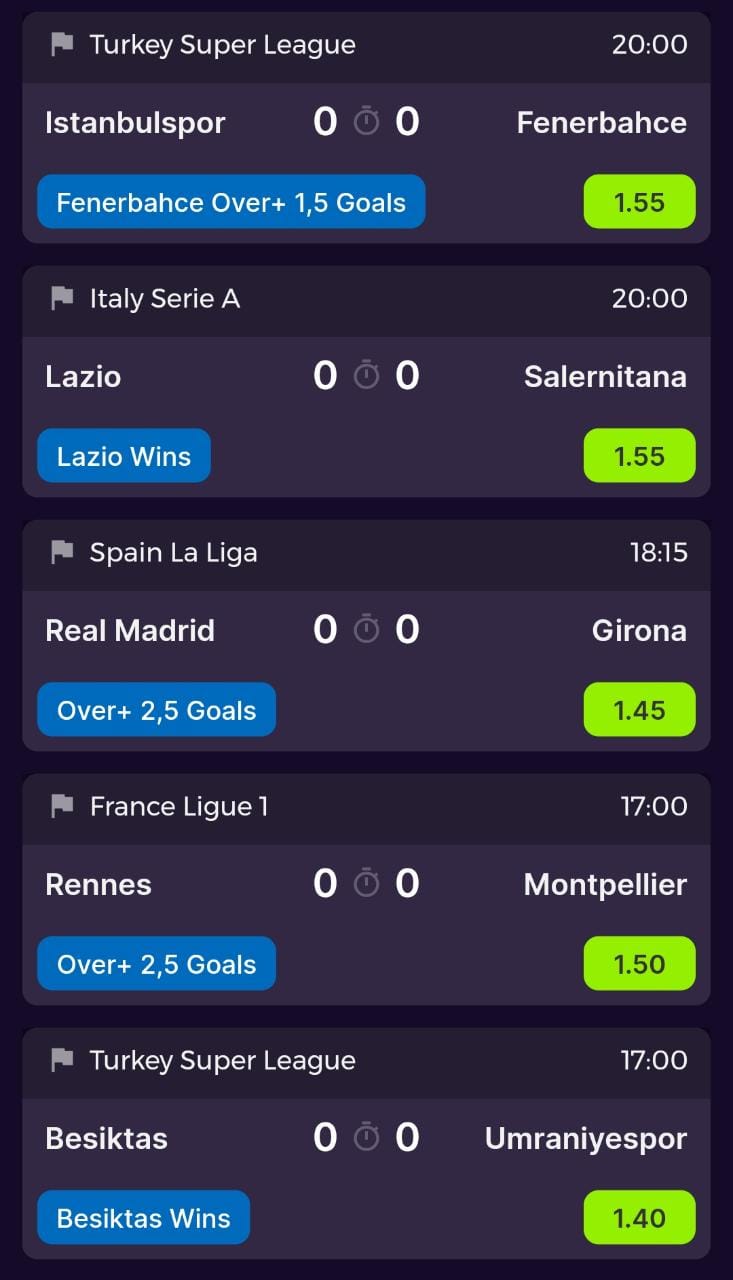 Turkey Super League 20:00
Istanbulspor 0 0 Fenerbahce
Fenerbahce Over+ 1,5 Goals 1.55
Italy Serie A 20:00
Lazio 0 0 Salernitana
Lazio Wins 1.55
Spain La Liga 18:15
Real Madrid 0 0 Girona
Over+ 2,5 Goals 1.45
France Ligue 1 17:00
Rennes 0 0 Montpellier
Over+ 2,5 Goals 1.50
Turkey Super League 17:00
Besiktas 0 0 Umraniyespor
Besiktas Wins 1.40